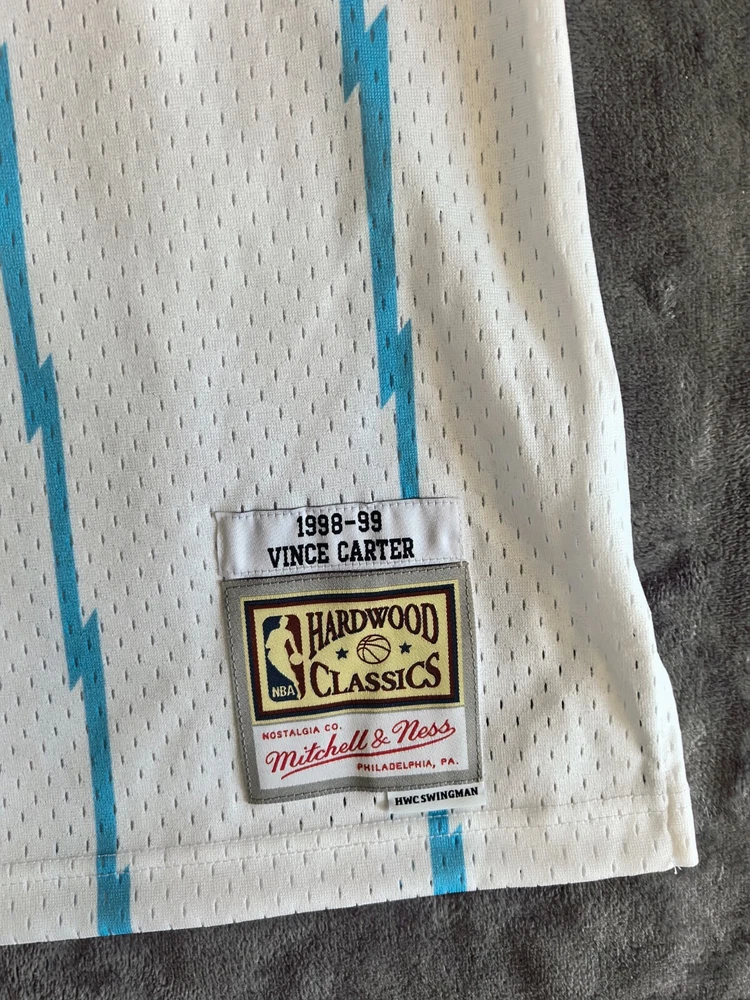 1998-99
VINCE CARTER
HARDWOOD
CLASSICS
NBA
NOSTALGIA CO.
Mitchell & Ness
PHILADELPHIA, PA.
HWC SWINGMAN